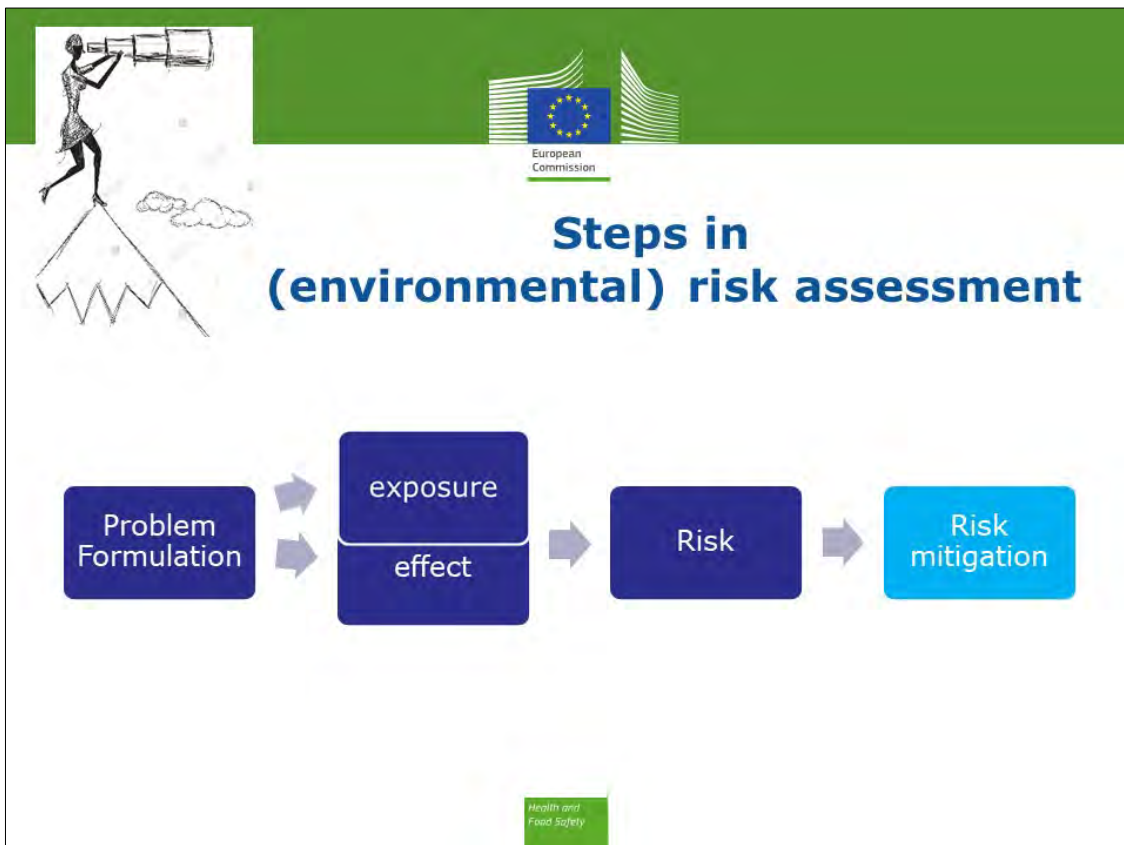 European
Commission
Steps in
(environmental) risk assessment
Problem
Formulation
exposure
effect
Risk
Risk
mitigation
Health and
Food Safety